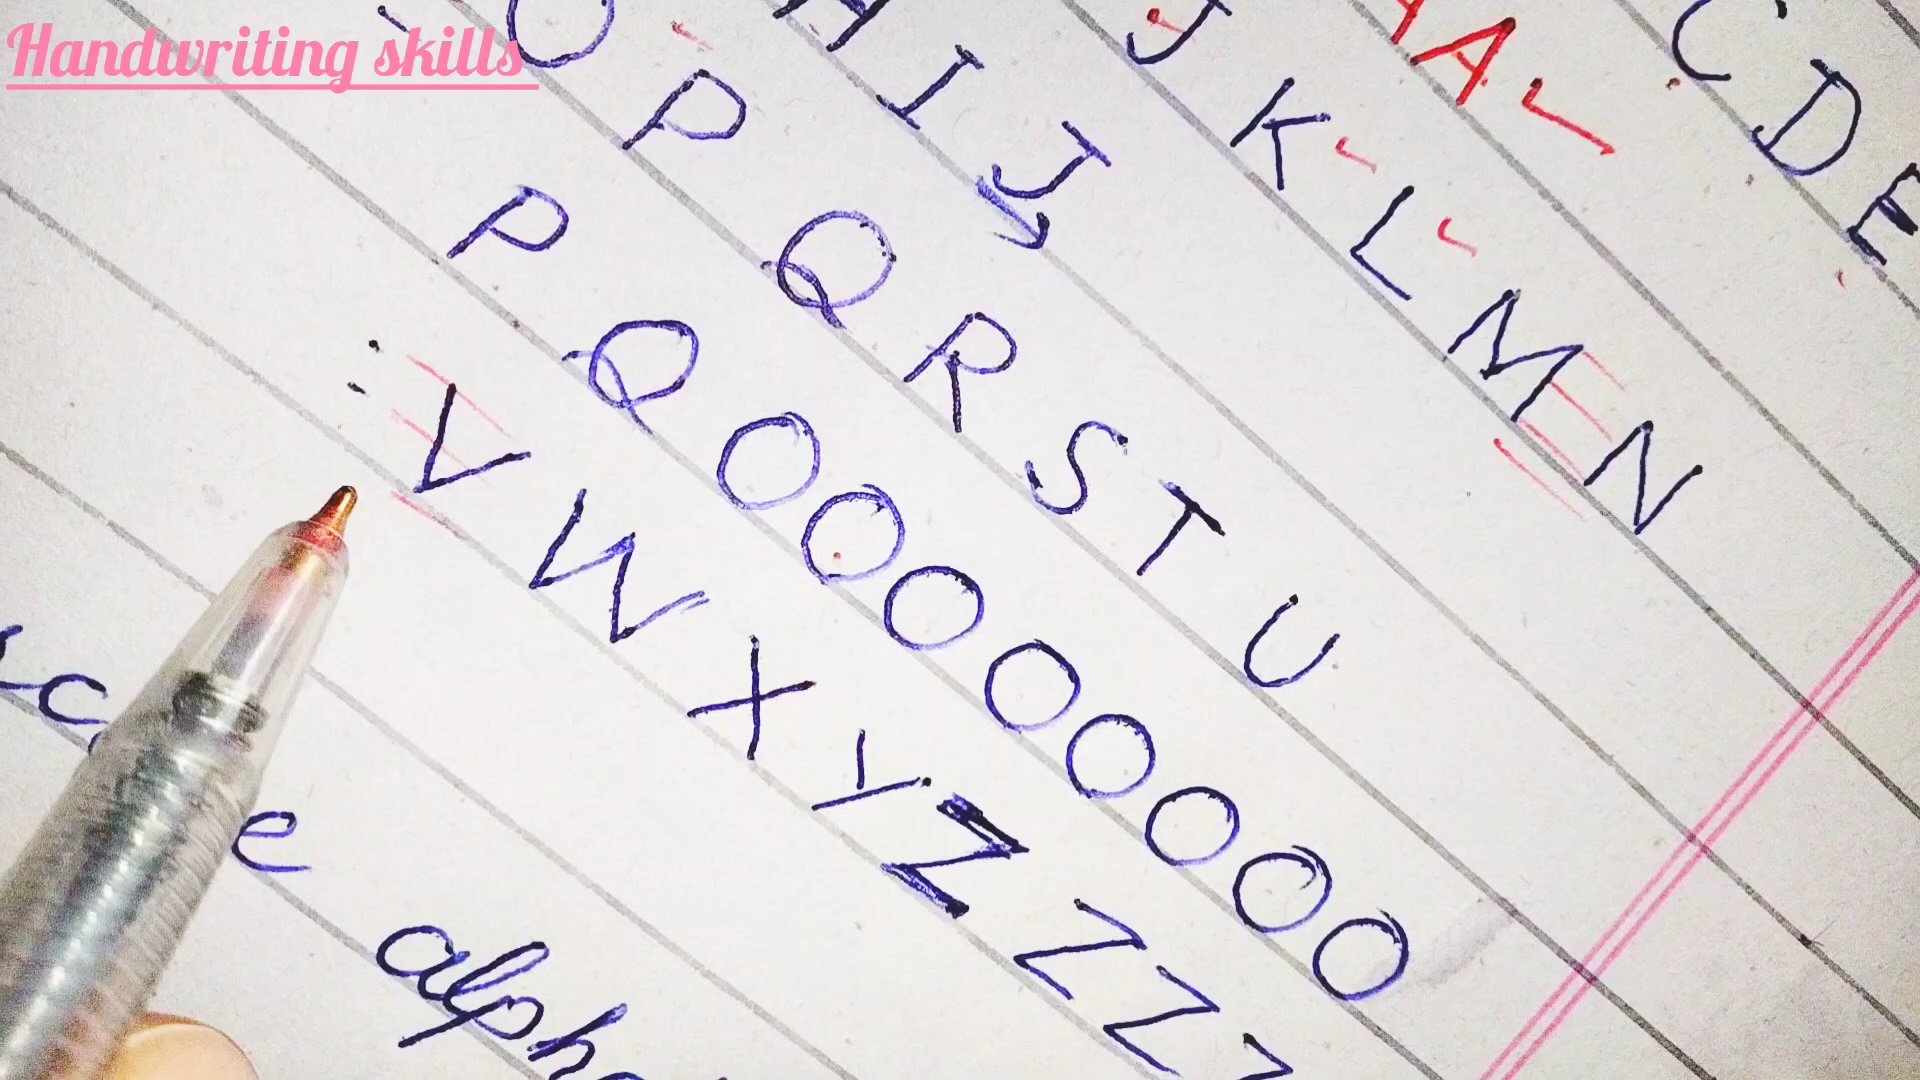 Handwriting skills
A A
C D E
J K L M N
H I J
O P Q R S T U
P Q O O O O O O O O
V W X Y Z Z Z Z
e alpha